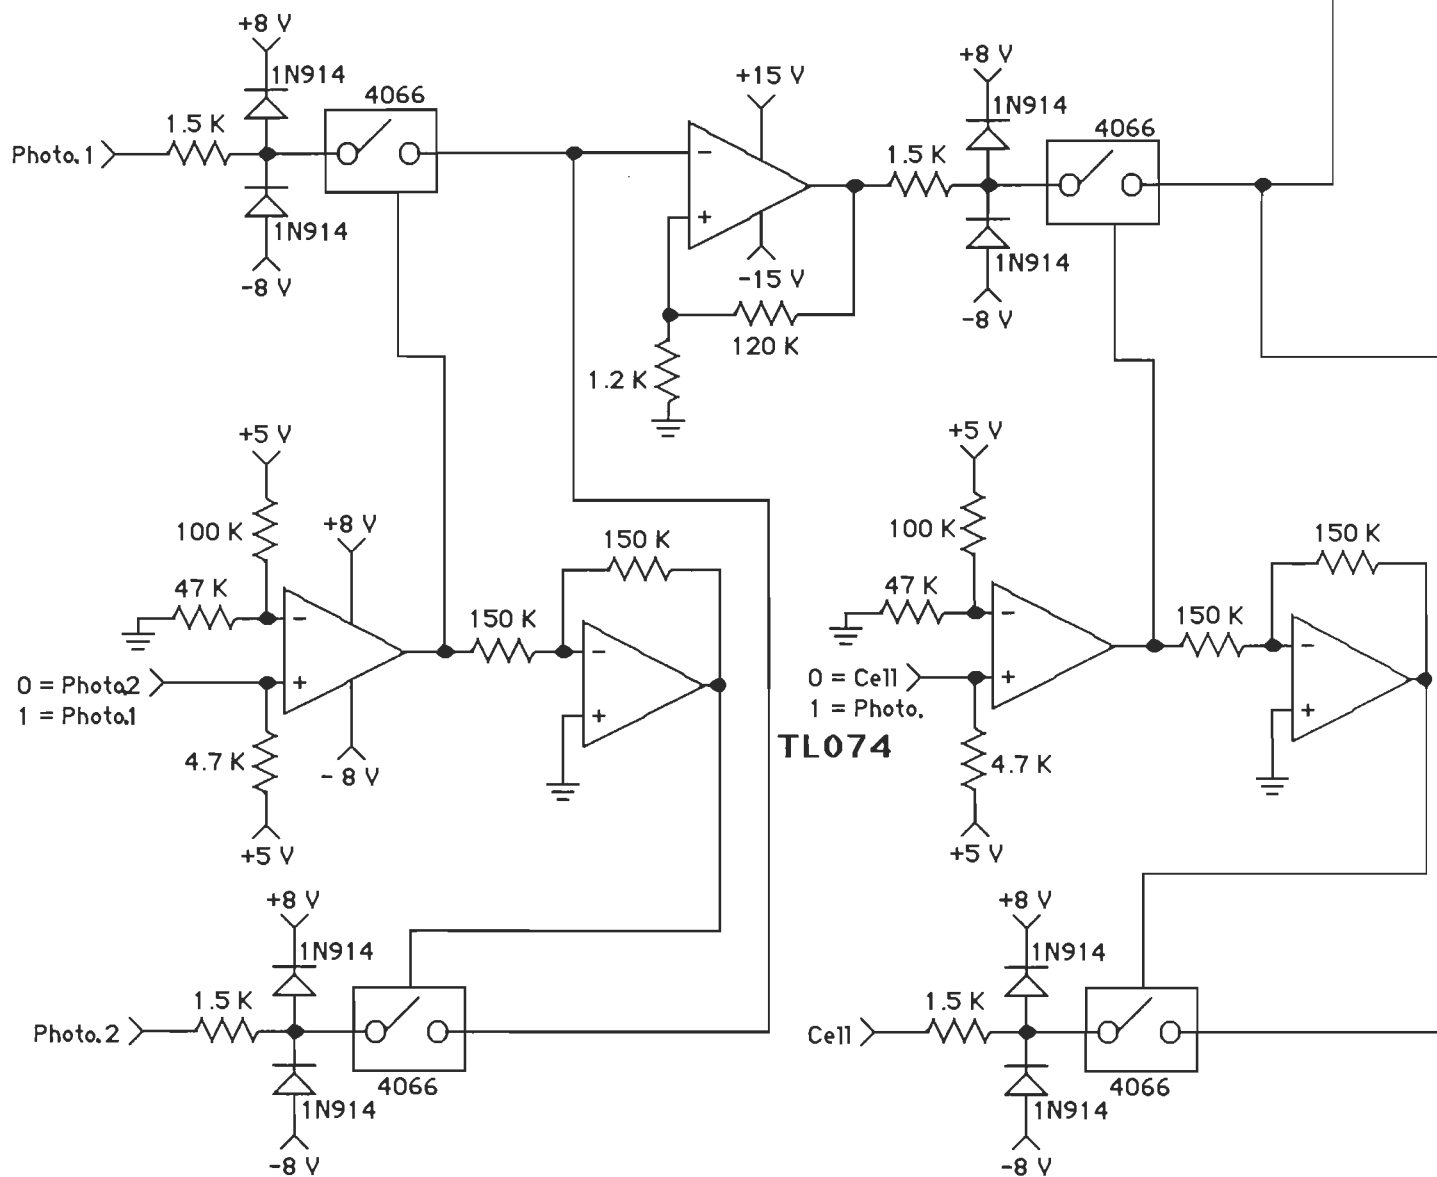 +8 V
1N914
4066
1.5 K
Photo.1
1N914
-8 V
+15 V
-15 V
-
+
120 K
1.2 K
+8 V
1N914
4066
1.5 K
1N914
-8 V
+5 V
100 K
+8 V
47 K
-
+
0 = Photo.2
1 = Photo.1
4.7 K
- 8 V
+5 V
150 K
150 K
-
+
TL074
+5 V
100 K
47 K
-
+
0 = Cell
1 = Photo.
4.7 K
+5 V
150 K
150 K
-
+
+8 V
1N914
1.5 K
Photo.2
4066
1N914
-8 V
+8 V
1N914
1.5 K
Cell
4066
1N914
-8 V